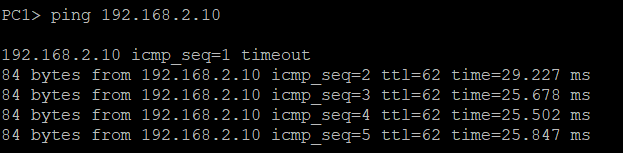 PC1> ping 192.168.2.10
192.168.2.10 icmp_seq=1 timeout
84 bytes from 192.168.2.10 icmp_seq=2 ttl=62 time=29.227 ms
84 bytes from 192.168.2.10 icmp_seq=3 ttl=62 time=25.678 ms
84 bytes from 192.168.2.10 icmp_seq=4 ttl=62 time=25.502 ms
84 bytes from 192.168.2.10 icmp_seq=5 ttl=62 time=25.847 ms